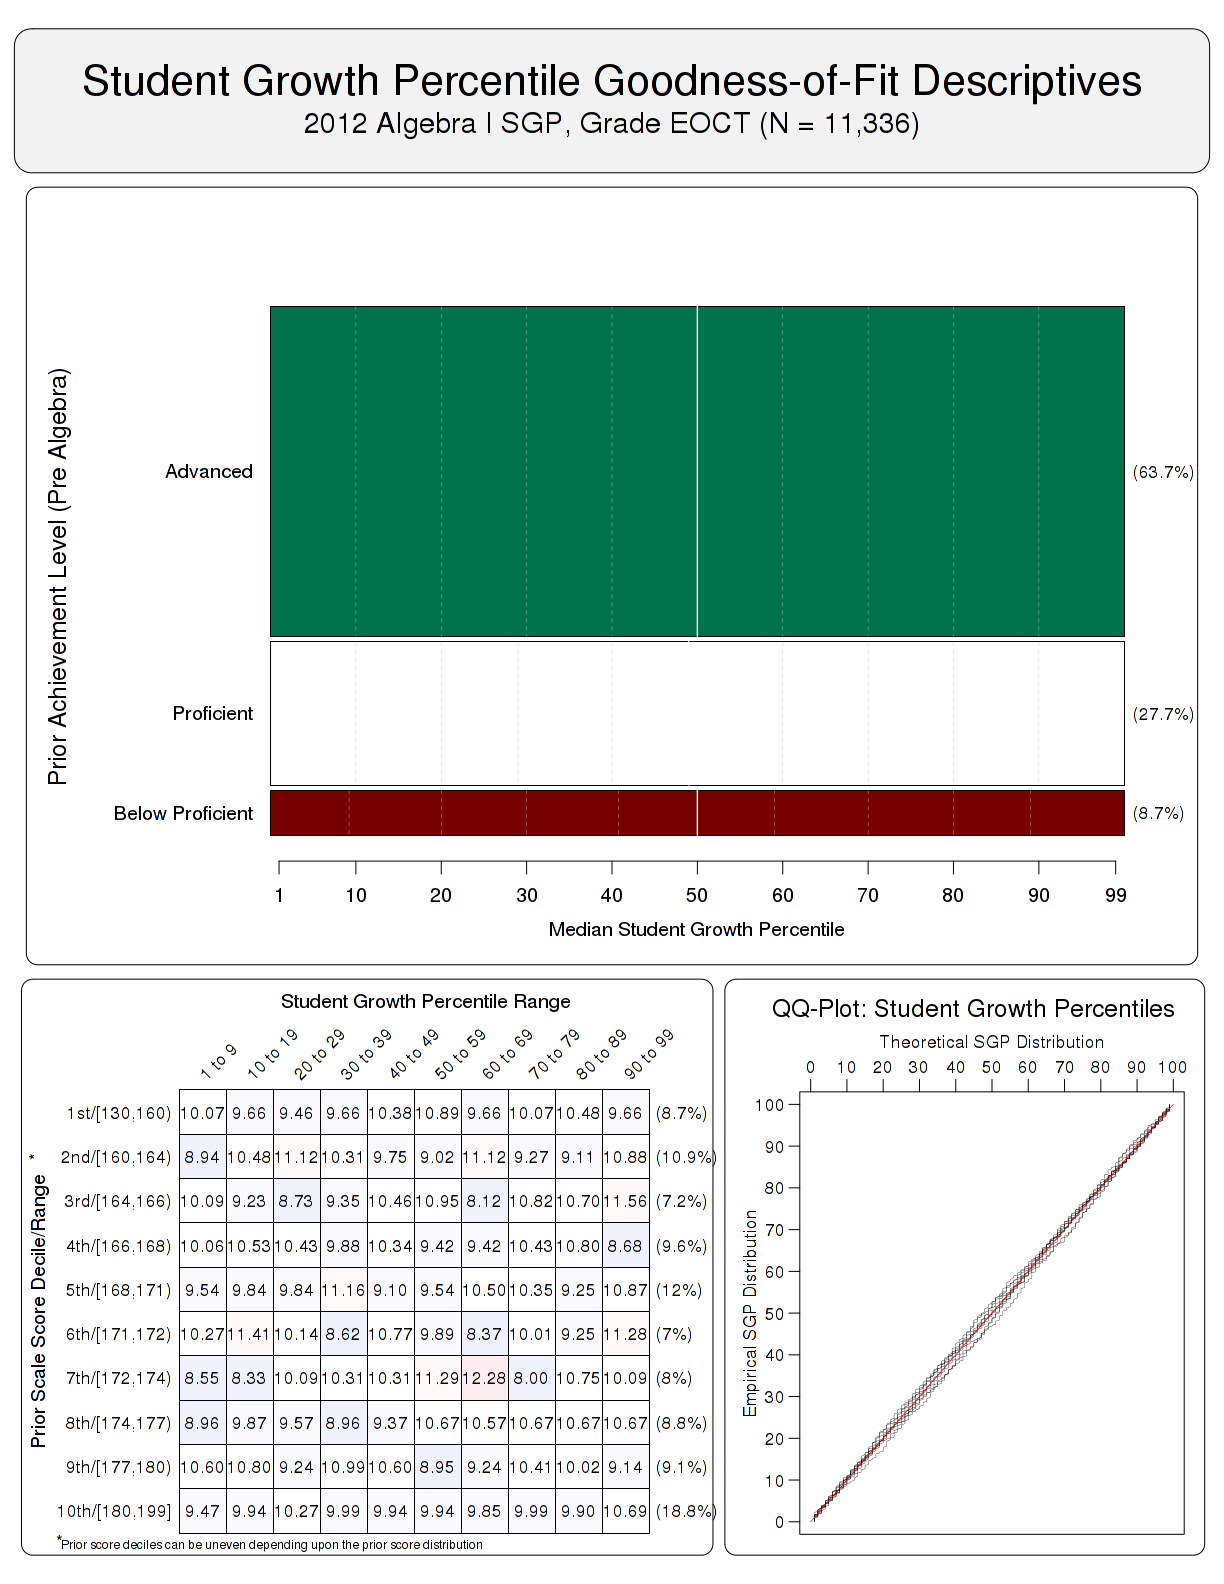 Student Growth Percentile Goodness-of-Fit Descriptives
2012 Algebra I SGP, Grade EOCT (N = 11,336)
Prior Achievement Level (Pre Algebra)
Advanced (63.7%)
Proficient (27.7%)
Below Proficient (8.7%)
1 10 20 30 40 50 60 70 80 90 99
Median Student Growth Percentile
Student Growth Percentile Range
1 to 9 10 to 19 20 to 29 30 to 39 40 to 49 50 to 59 60 to 69 70 to 79 80 to 89 90 to 99
Prior Scale Score Decile/Range *
1st/[130,160) 10.07 9.66 9.46 9.66 10.38 10.89 9.66 10.07 10.48 9.66 (8.7%)
2nd/[160,164) 8.94 10.48 11.12 10.31 9.75 9.02 11.12 9.27 9.11 10.88 (10.9%)
3rd/[164,166) 10.09 9.23 8.73 9.35 10.46 10.95 8.12 10.82 10.70 11.56 (7.2%)
4th/[166,168) 10.06 10.53 10.43 9.88 10.34 9.42 9.42 10.43 10.80 8.68 (9.6%)
5th/[168,171) 9.54 9.84 9.84 11.16 9.10 9.54 10.50 10.35 9.25 10.87 (12%)
6th/[171,172) 10.27 11.41 10.14 8.62 10.77 9.89 8.37 10.01 9.25 11.28 (7%)
7th/[172,174) 8.55 8.33 10.09 10.31 10.31 11.29 12.28 8.00 10.75 10.09 (8%)
8th/[174,177) 8.96 9.87 9.57 8.96 9.37 10.67 10.57 10.67 10.67 10.67 (8.8%)
9th/[177,180) 10.60 10.80 9.24 10.99 10.60 8.95 9.24 10.41 10.02 9.14 (9.1%)
10th/[180,199] 9.47 9.94 10.27 9.99 9.94 9.94 9.85 9.99 9.90 10.69 (18.8%)
*Prior score deciles can be uneven depending upon the prior score distribution
QQ-Plot: Student Growth Percentiles
Theoretical SGP Distribution
0 10 20 30 40 50 60 70 80 90 100
Empirical SGP Distribution
100
90
80
70
60
50
40
30
20
10
0